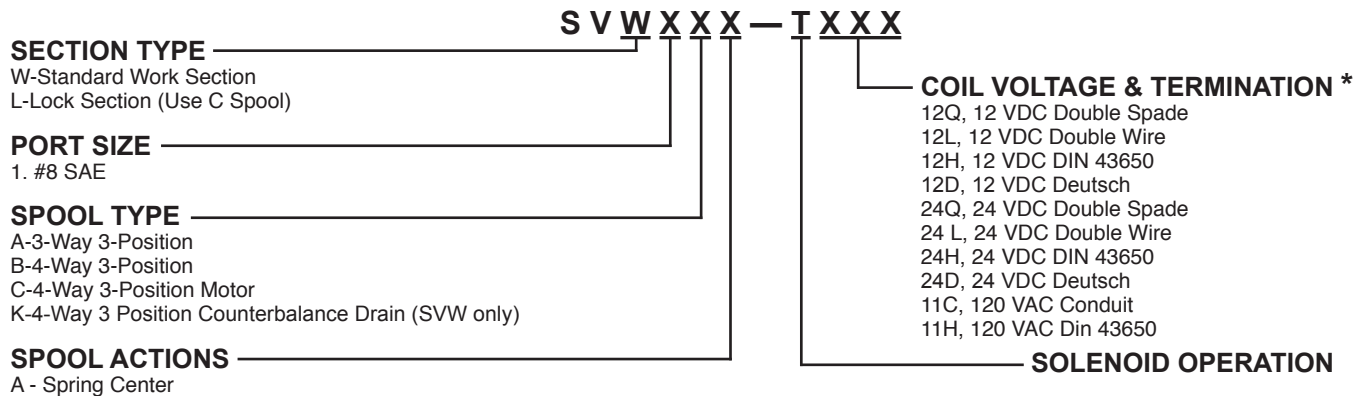 S V W X X X — T X X X
SECTION TYPE
W-Standard Work Section
L-Lock Section (Use C Spool)
PORT SIZE
1. #8 SAE
SPOOL TYPE
A-3-Way 3-Position
B-4-Way 3-Position
C-4-Way 3-Position Motor
K-4-Way 3 Position Counterbalance Drain (SVW only)
SPOOL ACTIONS
A - Spring Center
COIL VOLTAGE & TERMINATION *
12Q, 12 VDC Double Spade
12L, 12 VDC Double Wire
12H, 12 VDC DIN 43650
12D, 12 VDC Deutsch
24Q, 24 VDC Double Spade
24 L, 24 VDC Double Wire
24H, 24 VDC DIN 43650
24D, 24 VDC Deutsch
11C, 120 VAC Conduit
11H, 120 VAC Din 43650
SOLENOID OPERATION